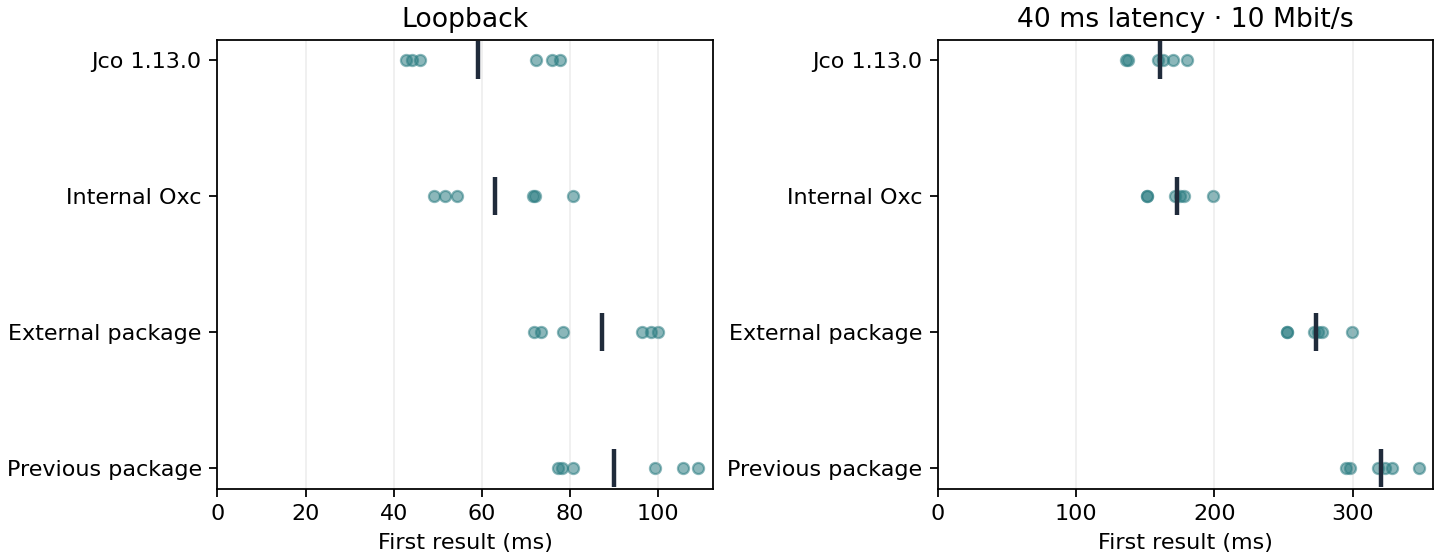 Loopback
Jco 1.13.0
Internal Oxc
External package
Previous package
0 20 40 60 80 100
First result (ms)
40 ms latency · 10 Mbit/s
Jco 1.13.0
Internal Oxc
External package
Previous package
0 100 200 300
First result (ms)